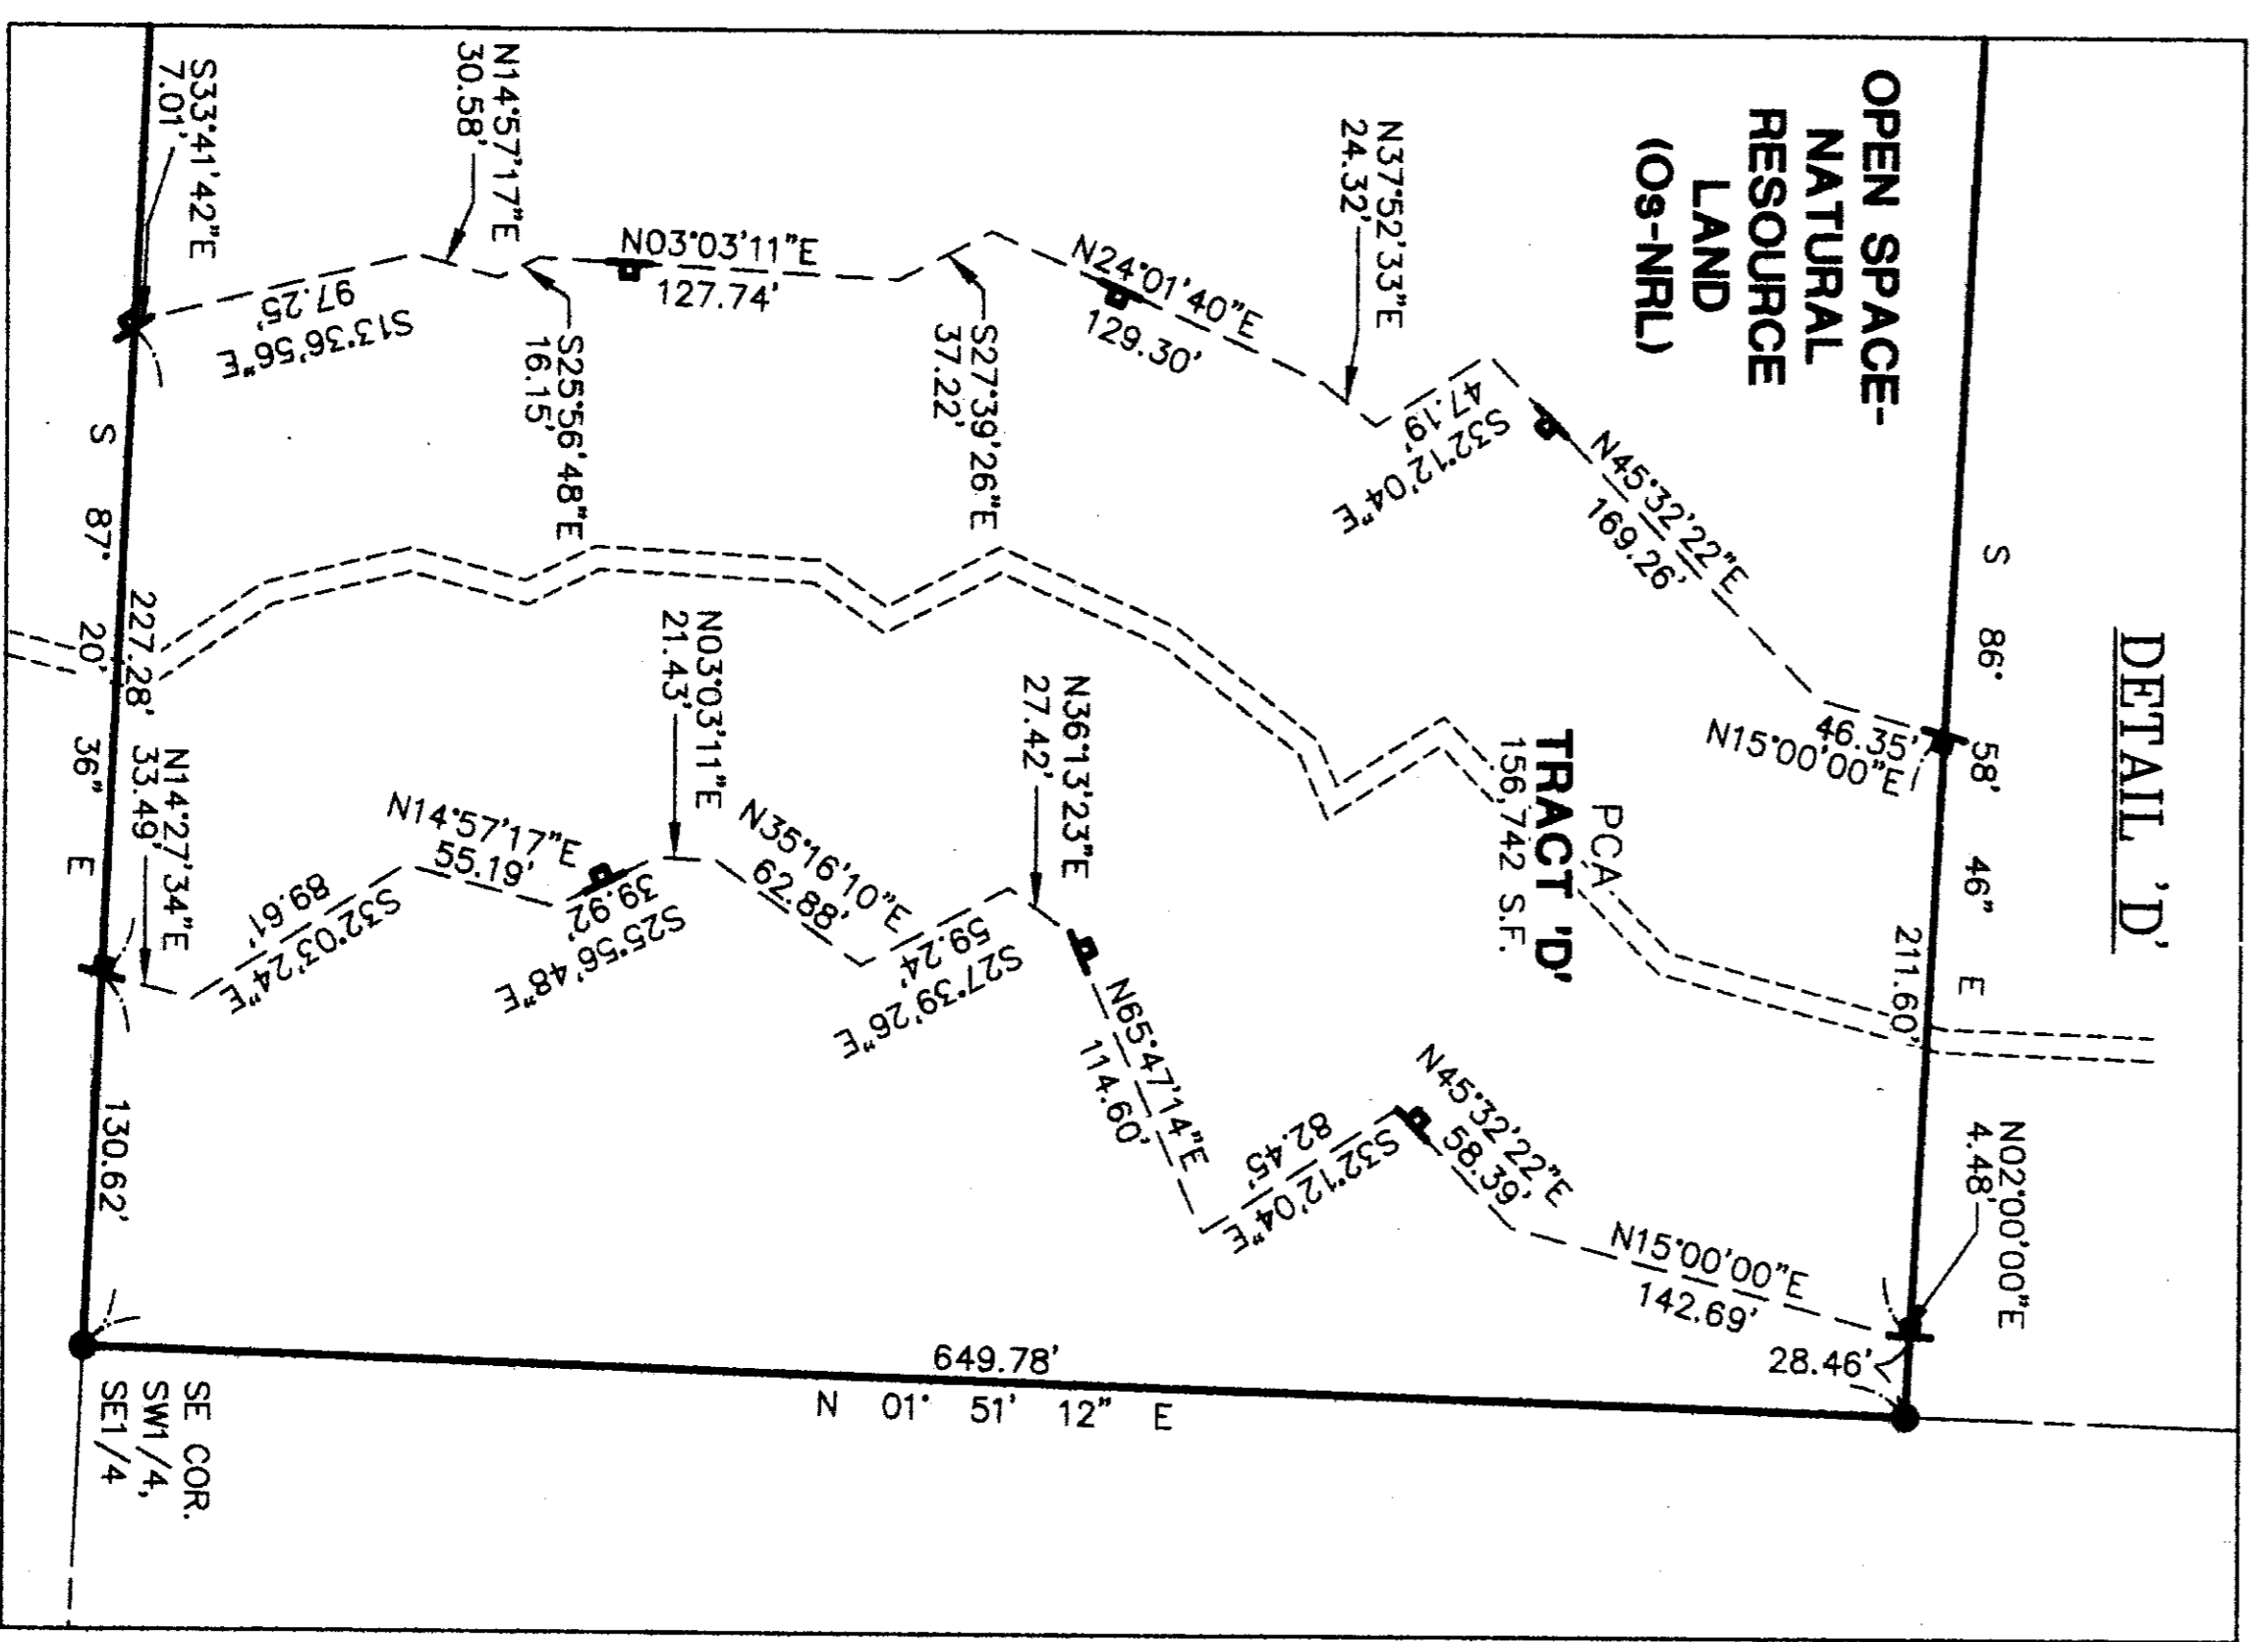 DETAIL 'D'
S 86° 58' 46" E
211.60'
N02°00'00"E
4.48'
28.46'
OPEN SPACE-
NATURAL
RESOURCE
LAND
(Os-NRL)
46.35'
N15°00'00"E
N45°32'22"E
169.26'
PCA
TRACT 'D'
156,742 S.F.
N15°00'00"E
142.69'
N45°32'22"E
58.39'
S32°12'04"E
47.19'
N37°52'33"E
24.32'
S32°12'04"E
82.45'
N24°01'40"E
129.30'
N65°47'14"E
114.60'
N36°13'23"E
27.42'
S27°39'26"E
37.22'
S27°39'26"E
59.24'
N03°03'11"E
127.74'
N35°16'10"E
62.88'
N03°03'11"E
21.43'
S25°56'48"E
16.15'
S25°56'48"E
39.92'
N14°57'17"E
30.58'
N14°57'17"E
55.19'
S13°36'56"E
97.25'
S32°03'24"E
89.61'
S33°41'42"E
7.01'
N14°27'34"E
33.49'
227.28'
130.62'
S 87° 20' 36" E
649.78'
N 01° 51' 12" E
SE COR.
SW1/4,
SE1/4